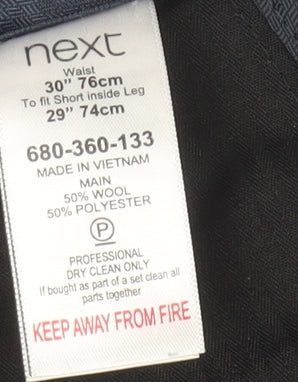 next
Waist
30" 76cm
To fit Short inside Leg
29" 74cm
680-360-133
MADE IN VIETNAM
MAIN
50% WOOL
50% POLYESTER
P
PROFESSIONAL
DRY CLEAN ONLY
If bought as part of a set clean all
parts together
KEEP AWAY FROM FIRE